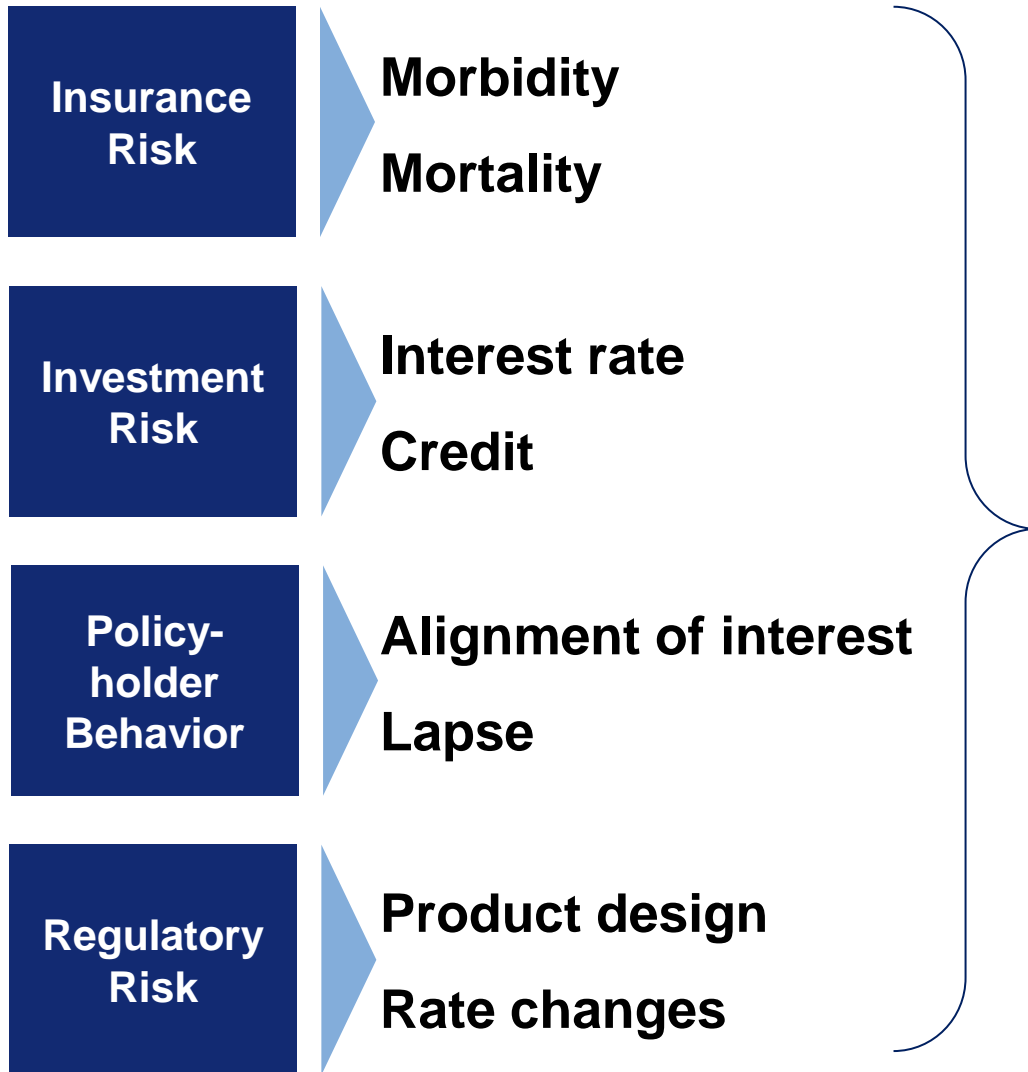 Insurance
Risk
Morbidity
Mortality
Investment
Risk
Interest rate
Credit
Policy-
holder
Behavior
Alignment of interest
Lapse
Regulatory
Risk
Product design
Rate changes